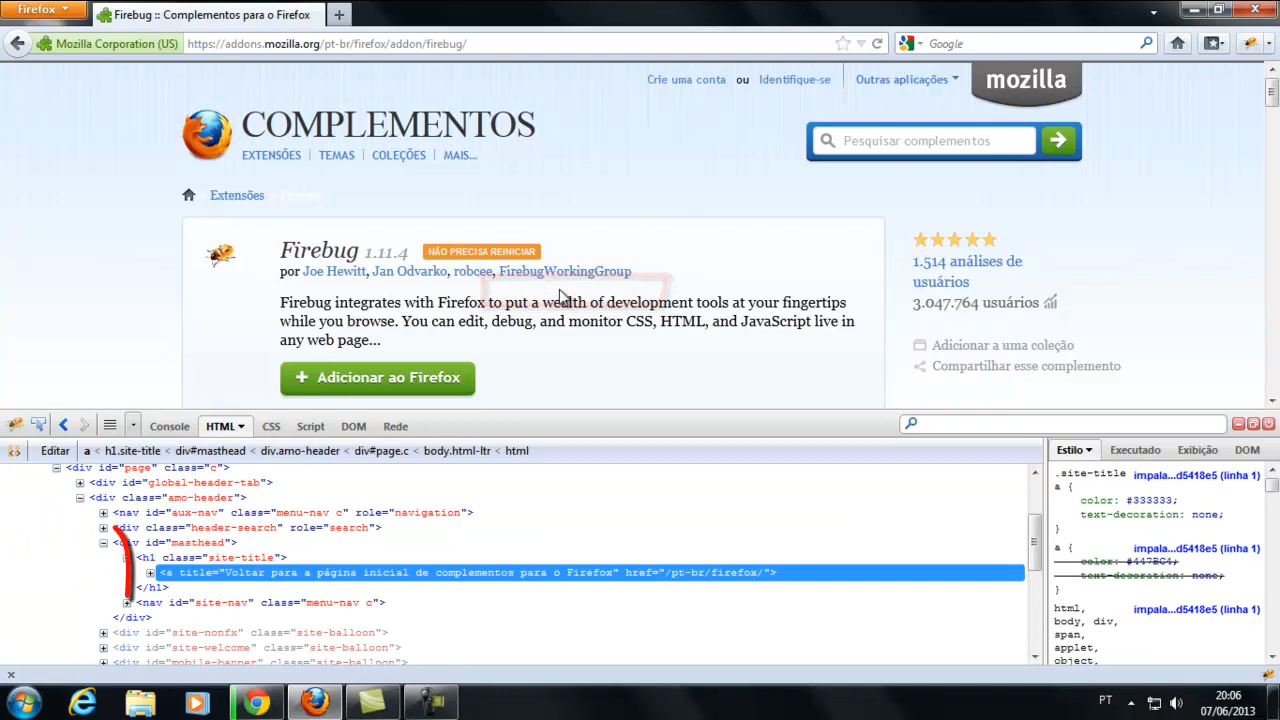 Firefox
Firebug :: Complementos para o Firefox
Mozilla Corporation (US) https://addons.mozilla.org/pt-br/firefox/addon/firebug/ Google
Crie uma conta ou Identifique-se Outras aplicações mozilla
COMPLEMENTOS
EXTENSÕES TEMAS COLEÇÕES MAIS...
Pesquisar complementos
Extensões » Firebug
Firebug 1.11.4 NÃO PRECISA REINICIAR
por Joe Hewitt, Jan Odvarko, robcee, FirebugWorkingGroup
Firebug integrates with Firefox to put a wealth of development tools at your fingertips
while you browse. You can edit, debug, and monitor CSS, HTML, and JavaScript live in
any web page...
Adicionar ao Firefox
1.514 análises de
usuários
3.047.764 usuários
Adicionar a uma coleção
Compartilhar esse complemento
Console HTML CSS Script DOM Rede
Editar a < h1.site-title < div#masthead < div.amo-header < div#page.c < body.html-ltr < html
Estilo Executado Exibição DOM
<div id="page" class="c">
<div id="global-header-tab">
<div class="amo-header">
<nav id="aux-nav" class="menu-nav c" role="navigation">
<div class="header-search" role="search">
<div id="masthead">
<h1 class="site-title">
<a title="Voltar para a página inicial de complementos para o Firefox" href="/pt-br/firefox/">
</h1>
<nav id="site-nav" class="menu-nav c">
</div>
<div id="site-nonfx" class="site-balloon">
<div id="site-welcome" class="site-balloon">
<div id="mobile-banner" class="site-balloon">
.site-title impala...d5418e5 (linha 1)
a {
color: #333333;
text-decoration: none;
}
a { impala...d5418e5 (linha 1)
color: #447BC4;
text-decoration: none;
}
html, impala...d5418e5 (linha 1)
body, div,
span,
applet,
object,
PT
20:06
07/06/2013